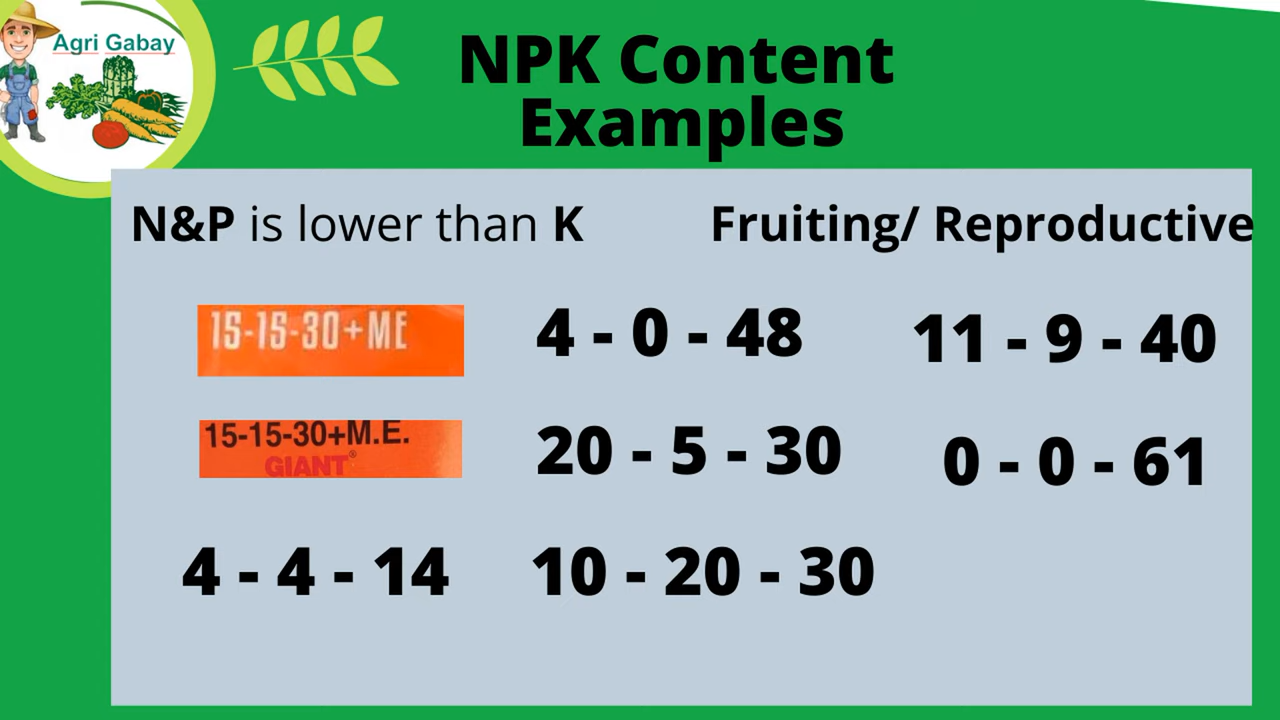 Agri Gabay
NPK Content
Examples
N&P is lower than K
Fruiting/ Reproductive
15-15-30+ME
4 - 0 - 48
11 - 9 - 40
15-15-30+M.E.
GIANT®
20 - 5 - 30
0 - 0 - 61
4 - 4 - 14
10 - 20 - 30